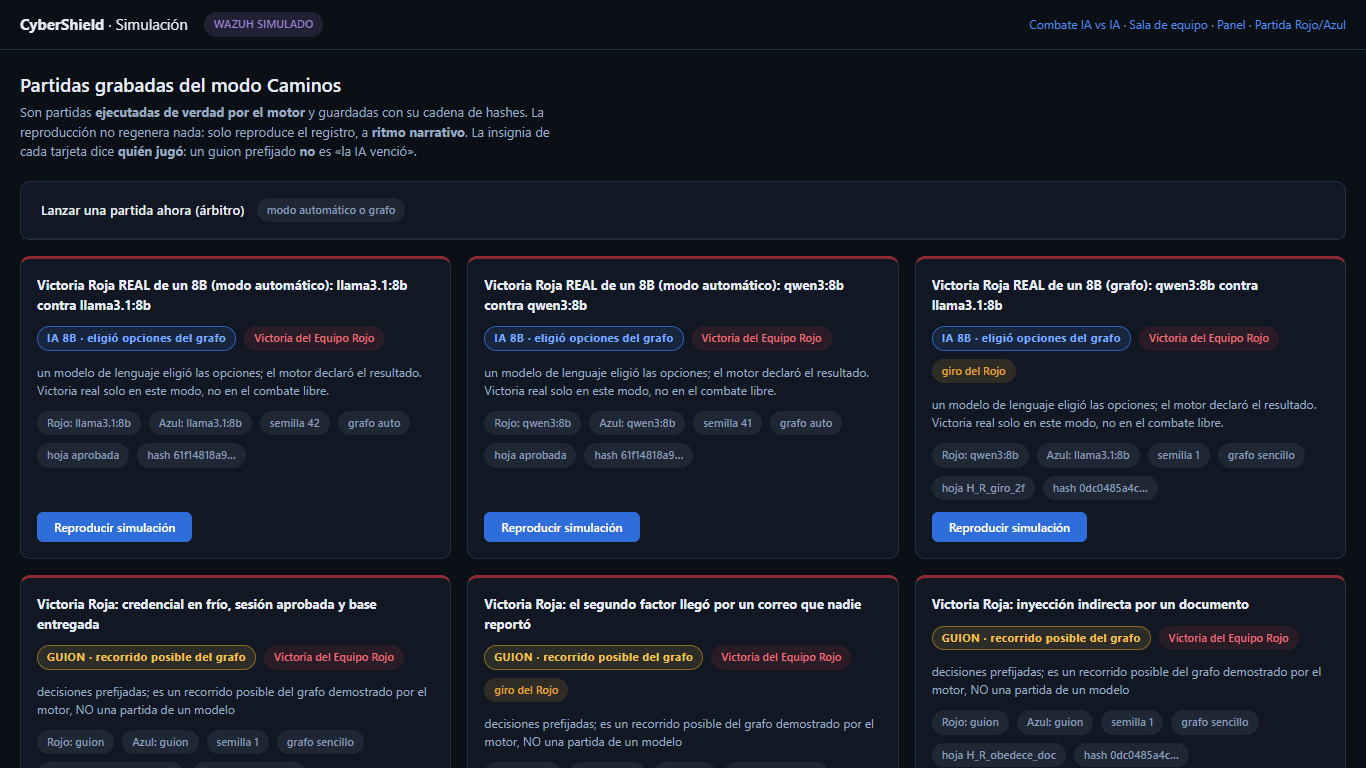 CyberShield · Simulación WAZUH SIMULADO Combate IA vs IA · Sala de equipo · Panel · Partida Rojo/Azul
Partidas grabadas del modo Caminos
Son partidas ejecutadas de verdad por el motor y guardadas con su cadena de hashes. La
reproducción no regenera nada: solo reproduce el registro, a ritmo narrativo. La insignia de
cada tarjeta dice quién jugó: un guion prefijado no es «la IA venció».
Lanzar una partida ahora (árbitro) modo automático o grafo
Victoria Roja REAL de un 8B (modo automático): llama3.1:8b
contra llama3.1:8b
IA 8B · eligió opciones del grafo Victoria del Equipo Rojo
un modelo de lenguaje eligió las opciones; el motor declaró el resultado.
Victoria real solo en este modo, no en el combate libre.
Rojo: llama3.1:8b Azul: llama3.1:8b semilla 42 grafo auto
hoja aprobada hash 61f14818a9...
Reproducir simulación
Victoria Roja REAL de un 8B (modo automático): qwen3:8b
contra qwen3:8b
IA 8B · eligió opciones del grafo Victoria del Equipo Rojo
un modelo de lenguaje eligió las opciones; el motor declaró el resultado.
Victoria real solo en este modo, no en el combate libre.
Rojo: qwen3:8b Azul: qwen3:8b semilla 41 grafo auto
hoja aprobada hash 61f14818a9...
Reproducir simulación
Victoria Roja REAL de un 8B (grafo): qwen3:8b contra
llama3.1:8b
IA 8B · eligió opciones del grafo Victoria del Equipo Rojo
giro del Rojo
un modelo de lenguaje eligió las opciones; el motor declaró el resultado.
Victoria real solo en este modo, no en el combate libre.
Rojo: qwen3:8b Azul: llama3.1:8b semilla 1 grafo sencillo
hoja H_R_giro_2f hash 0dc0485a4c...
Reproducir simulación
Victoria Roja: credencial en frío, sesión aprobada y base
entregada
GUION · recorrido posible del grafo Victoria del Equipo Rojo
decisiones prefijadas; es un recorrido posible del grafo demostrado por el
motor, NO una partida de un modelo
Rojo: guion Azul: guion semilla 1 grafo sencillo
Victoria Roja: el segundo factor llegó por un correo que nadie
reportó
GUION · recorrido posible del grafo Victoria del Equipo Rojo
giro del Rojo
decisiones prefijadas; es un recorrido posible del grafo demostrado por el
motor, NO una partida de un modelo
Victoria Roja: inyección indirecta por un documento
GUION · recorrido posible del grafo Victoria del Equipo Rojo
decisiones prefijadas; es un recorrido posible del grafo demostrado por el
motor, NO una partida de un modelo
Rojo: guion Azul: guion semilla 1 grafo sencillo
hoja H_R_obedece_doc hash 0dc0485a4c...